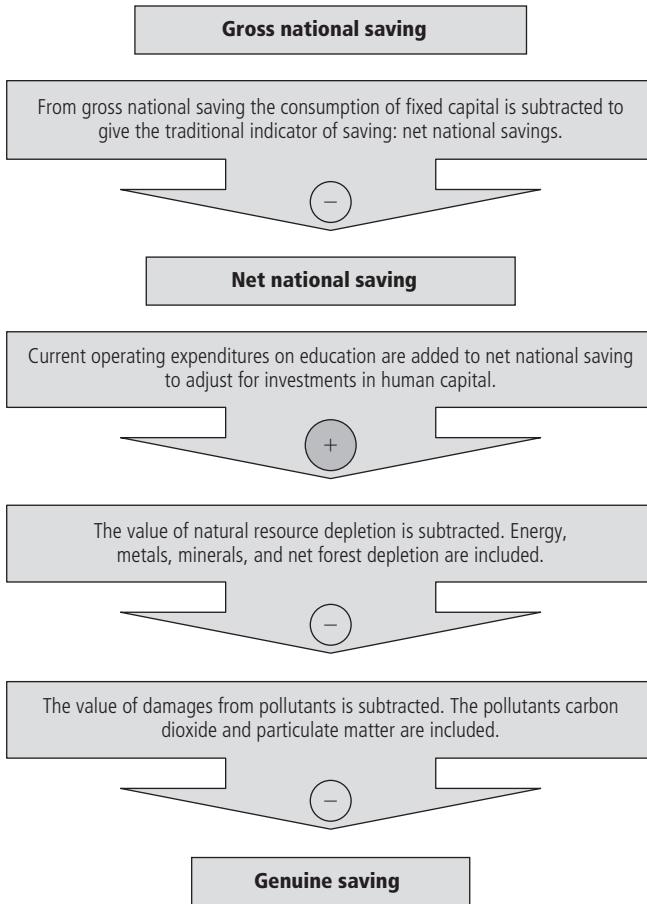 Gross national saving
From gross national saving the consumption of fixed capital is subtracted to
give the traditional indicator of saving: net national savings.
−
Net national saving
Current operating expenditures on education are added to net national saving
to adjust for investments in human capital.
+
The value of natural resource depletion is subtracted. Energy,
metals, minerals, and net forest depletion are included.
−
The value of damages from pollutants is subtracted. The pollutants carbon
dioxide and particulate matter are included.
−
Genuine saving